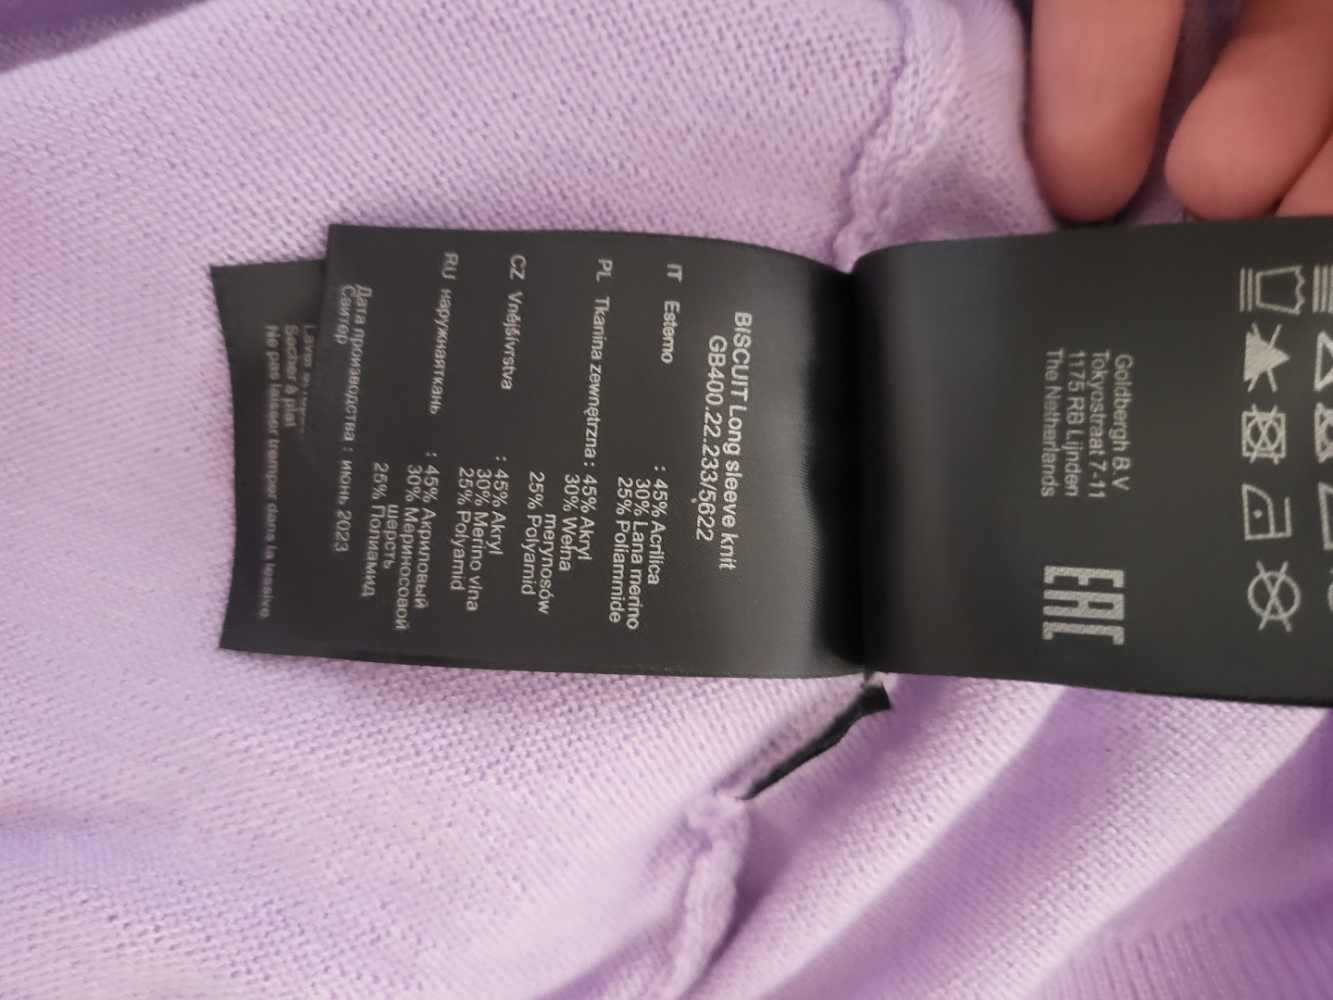 BISCUIT Long sleeve knit
GB400.22.233/5622
IT Esterno : 45% Acrilica
30% Lana merino
25% Poliammide
PL Tkanina zewnętrzna : 45% Akryl
30% Wełna
merynosów
25% Polyamid
CZ Vnějšívrstva : 45% Akryl
30% Merino vlna
25% Polyamid
RU наружнаяткань : 45% Акриловый
30% Мериносовой
шерсть
25% Полиамид
Дата производства : июнь 2023
Свитер
Laver
Sécher à plat
Ne pas laisser tremper dans la lessive
Goldbergh B.V
Tokyostraat 7-11
1175 RB Lijnden
The Netherlands
EAC